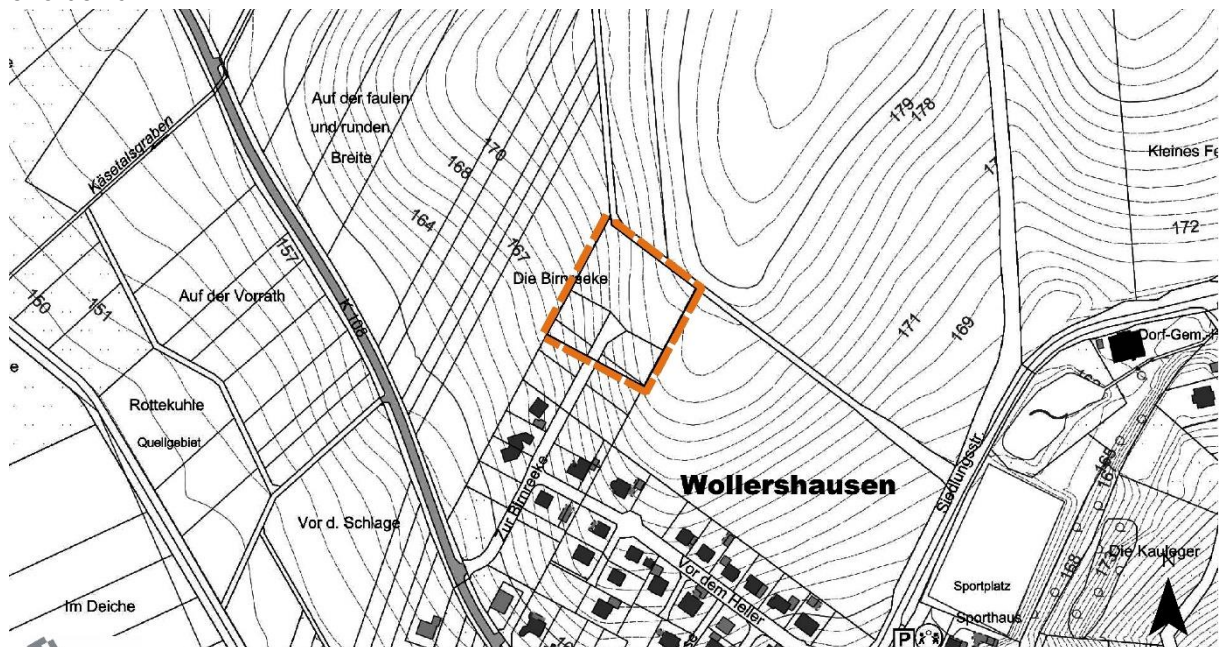 Auf der faulen
und runden
Breite
Käsetalsgraben
170
168
164
167
157
150
151
Auf der Vorrath
K 108
Die Birnreeke
179
178
17
Kleines Fe
172
171
169
Dorf-Gem.-H
Rottekuhle
Quellgebiet
Wollershausen
Siedlungsstr.
Zur Birnreeke
Vor d. Schlage
Vor dem Heller
Im Deiche
168
173
Die Kauleger
N
Sportplatz
Sporthaus
P